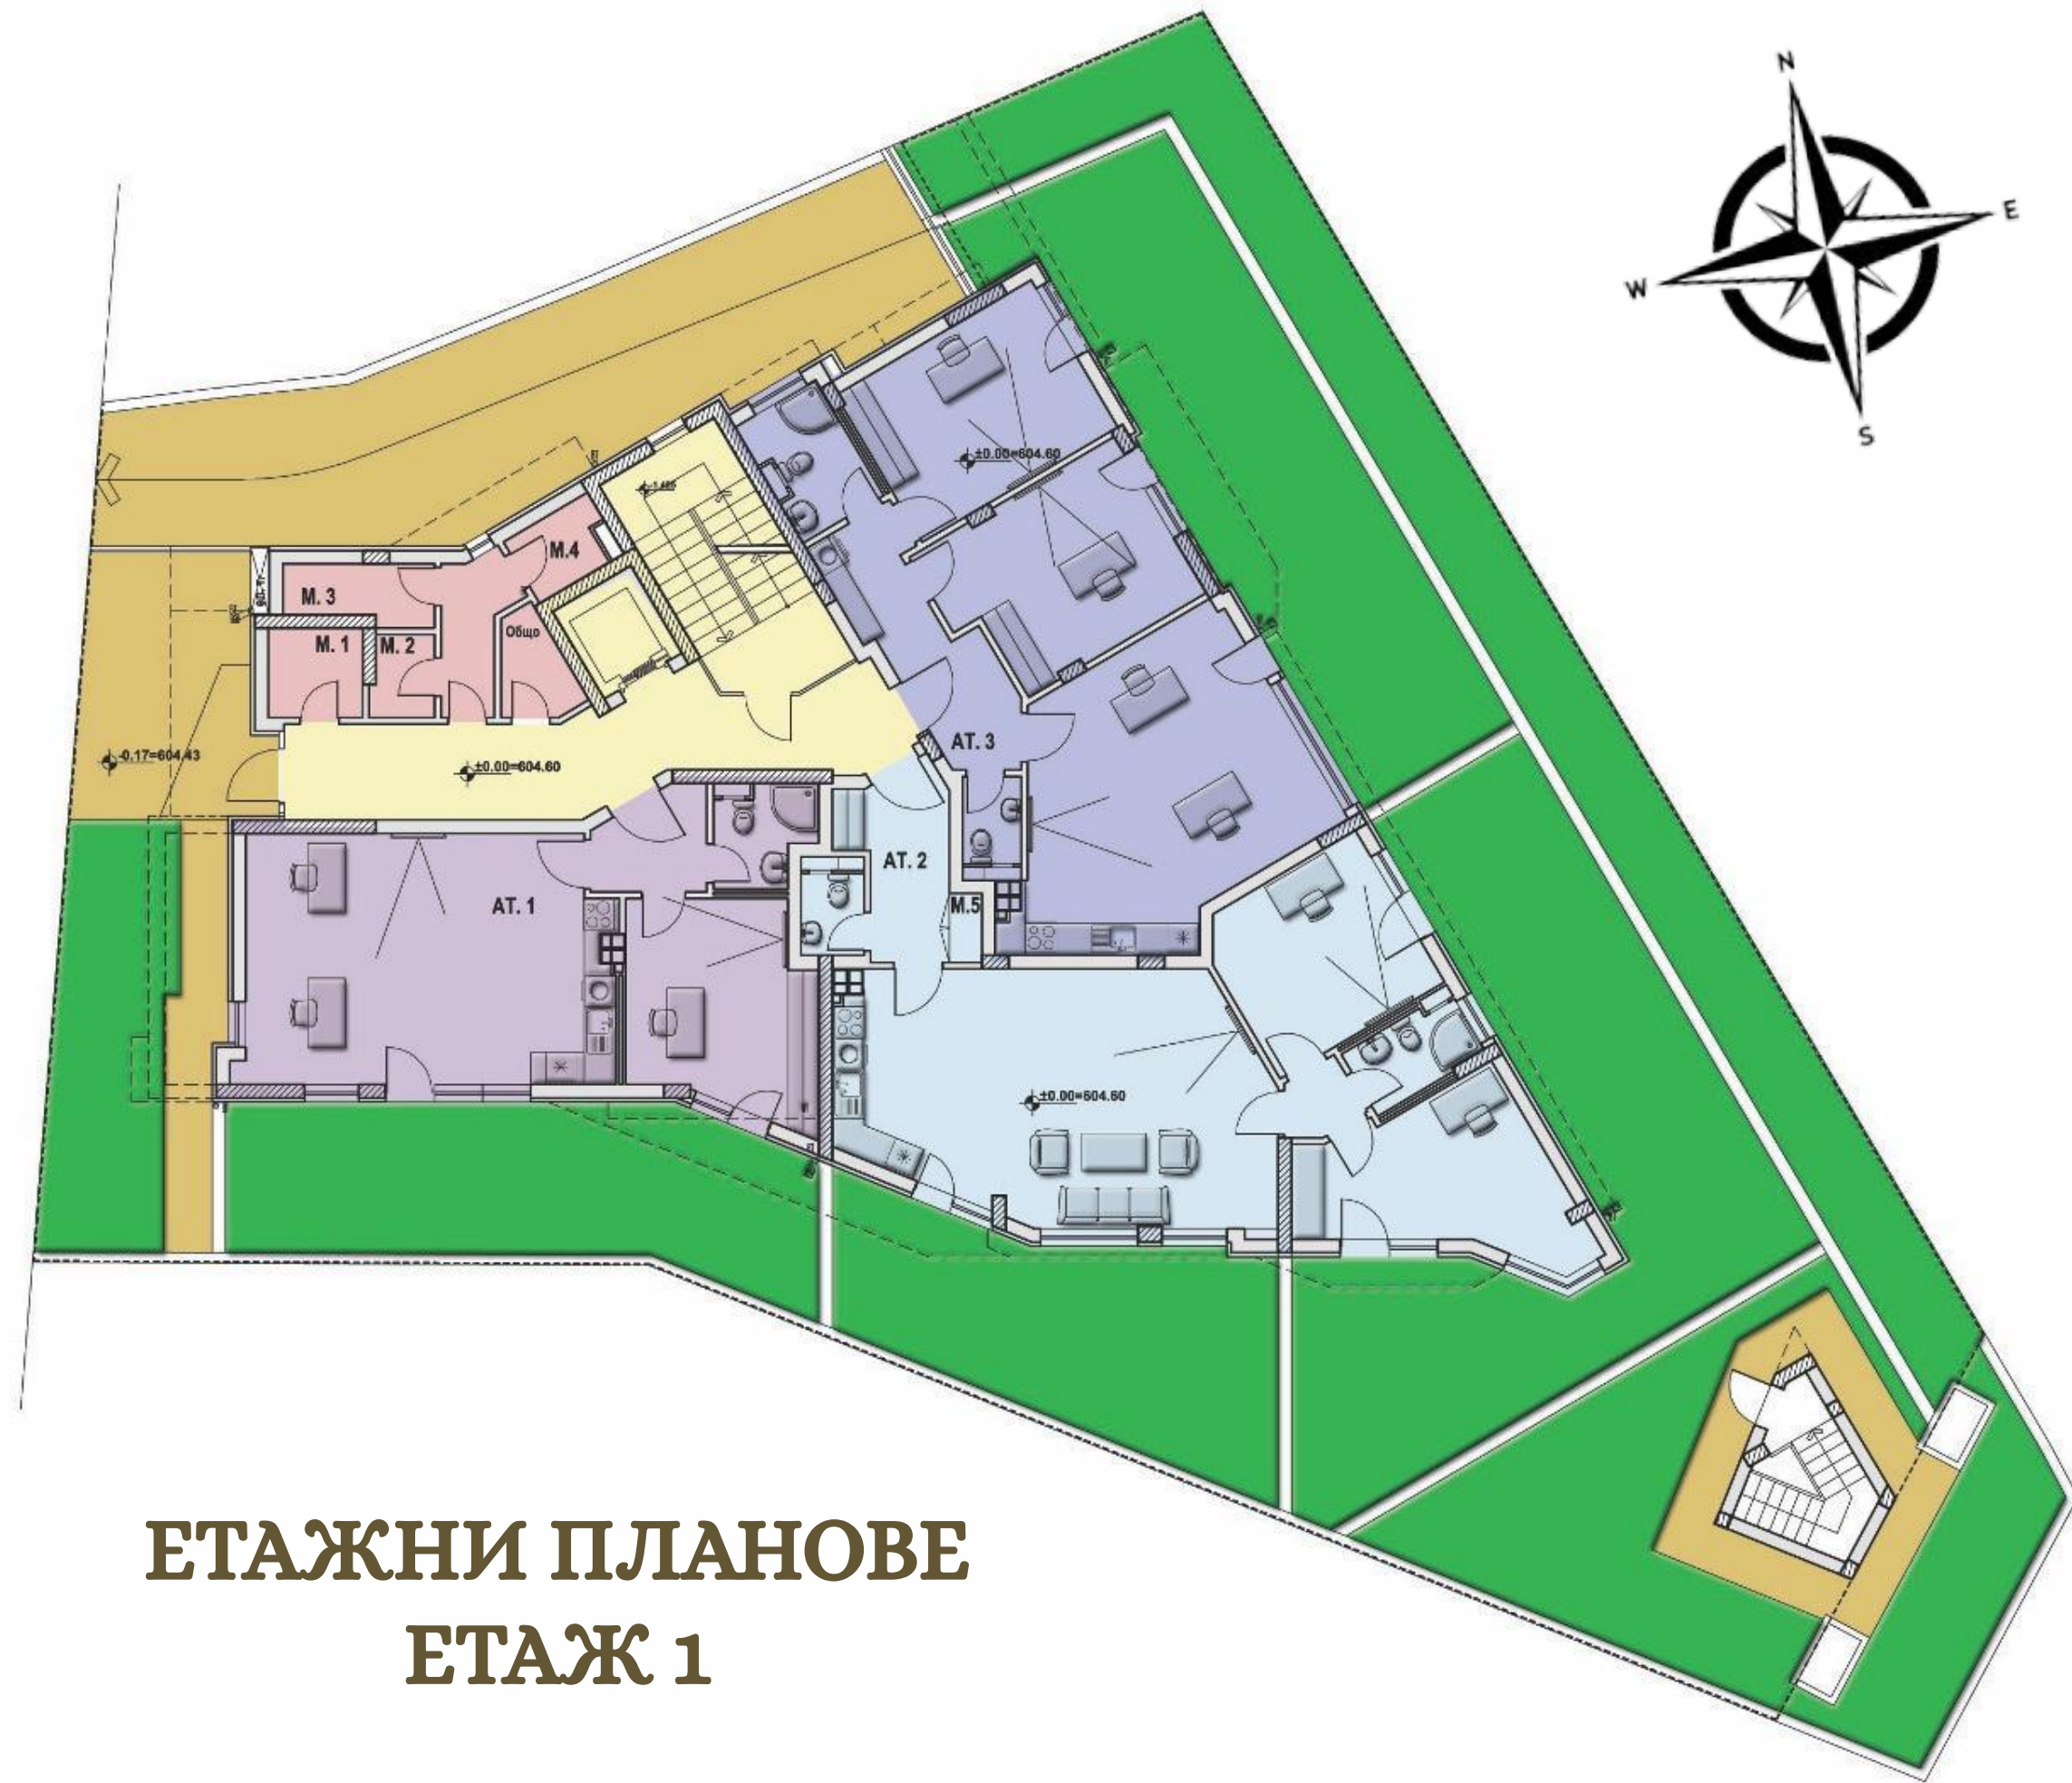 N
E
W
S
±0.00=604.60
М.4
М. 3
Общо
М. 1
М. 2
АТ. 3
-0.17=604.43
±0.00=604.60
АТ. 2
АТ. 1
М.5
±0.00=604.60
ЕТАЖНИ ПЛАНОВЕ
ЕТАЖ 1